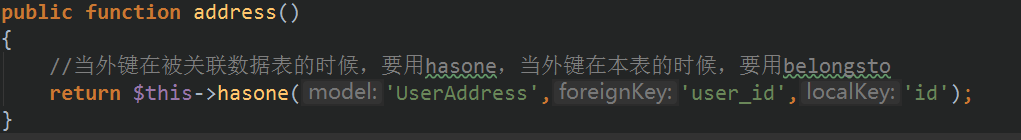 public function address()
{
//当外键在被关联数据表的时候，要用hasone，当外键在本表的时候，要用belongsto
return $this->hasone( model: 'UserAddress', foreignKey: 'user_id', localKey: 'id');
}